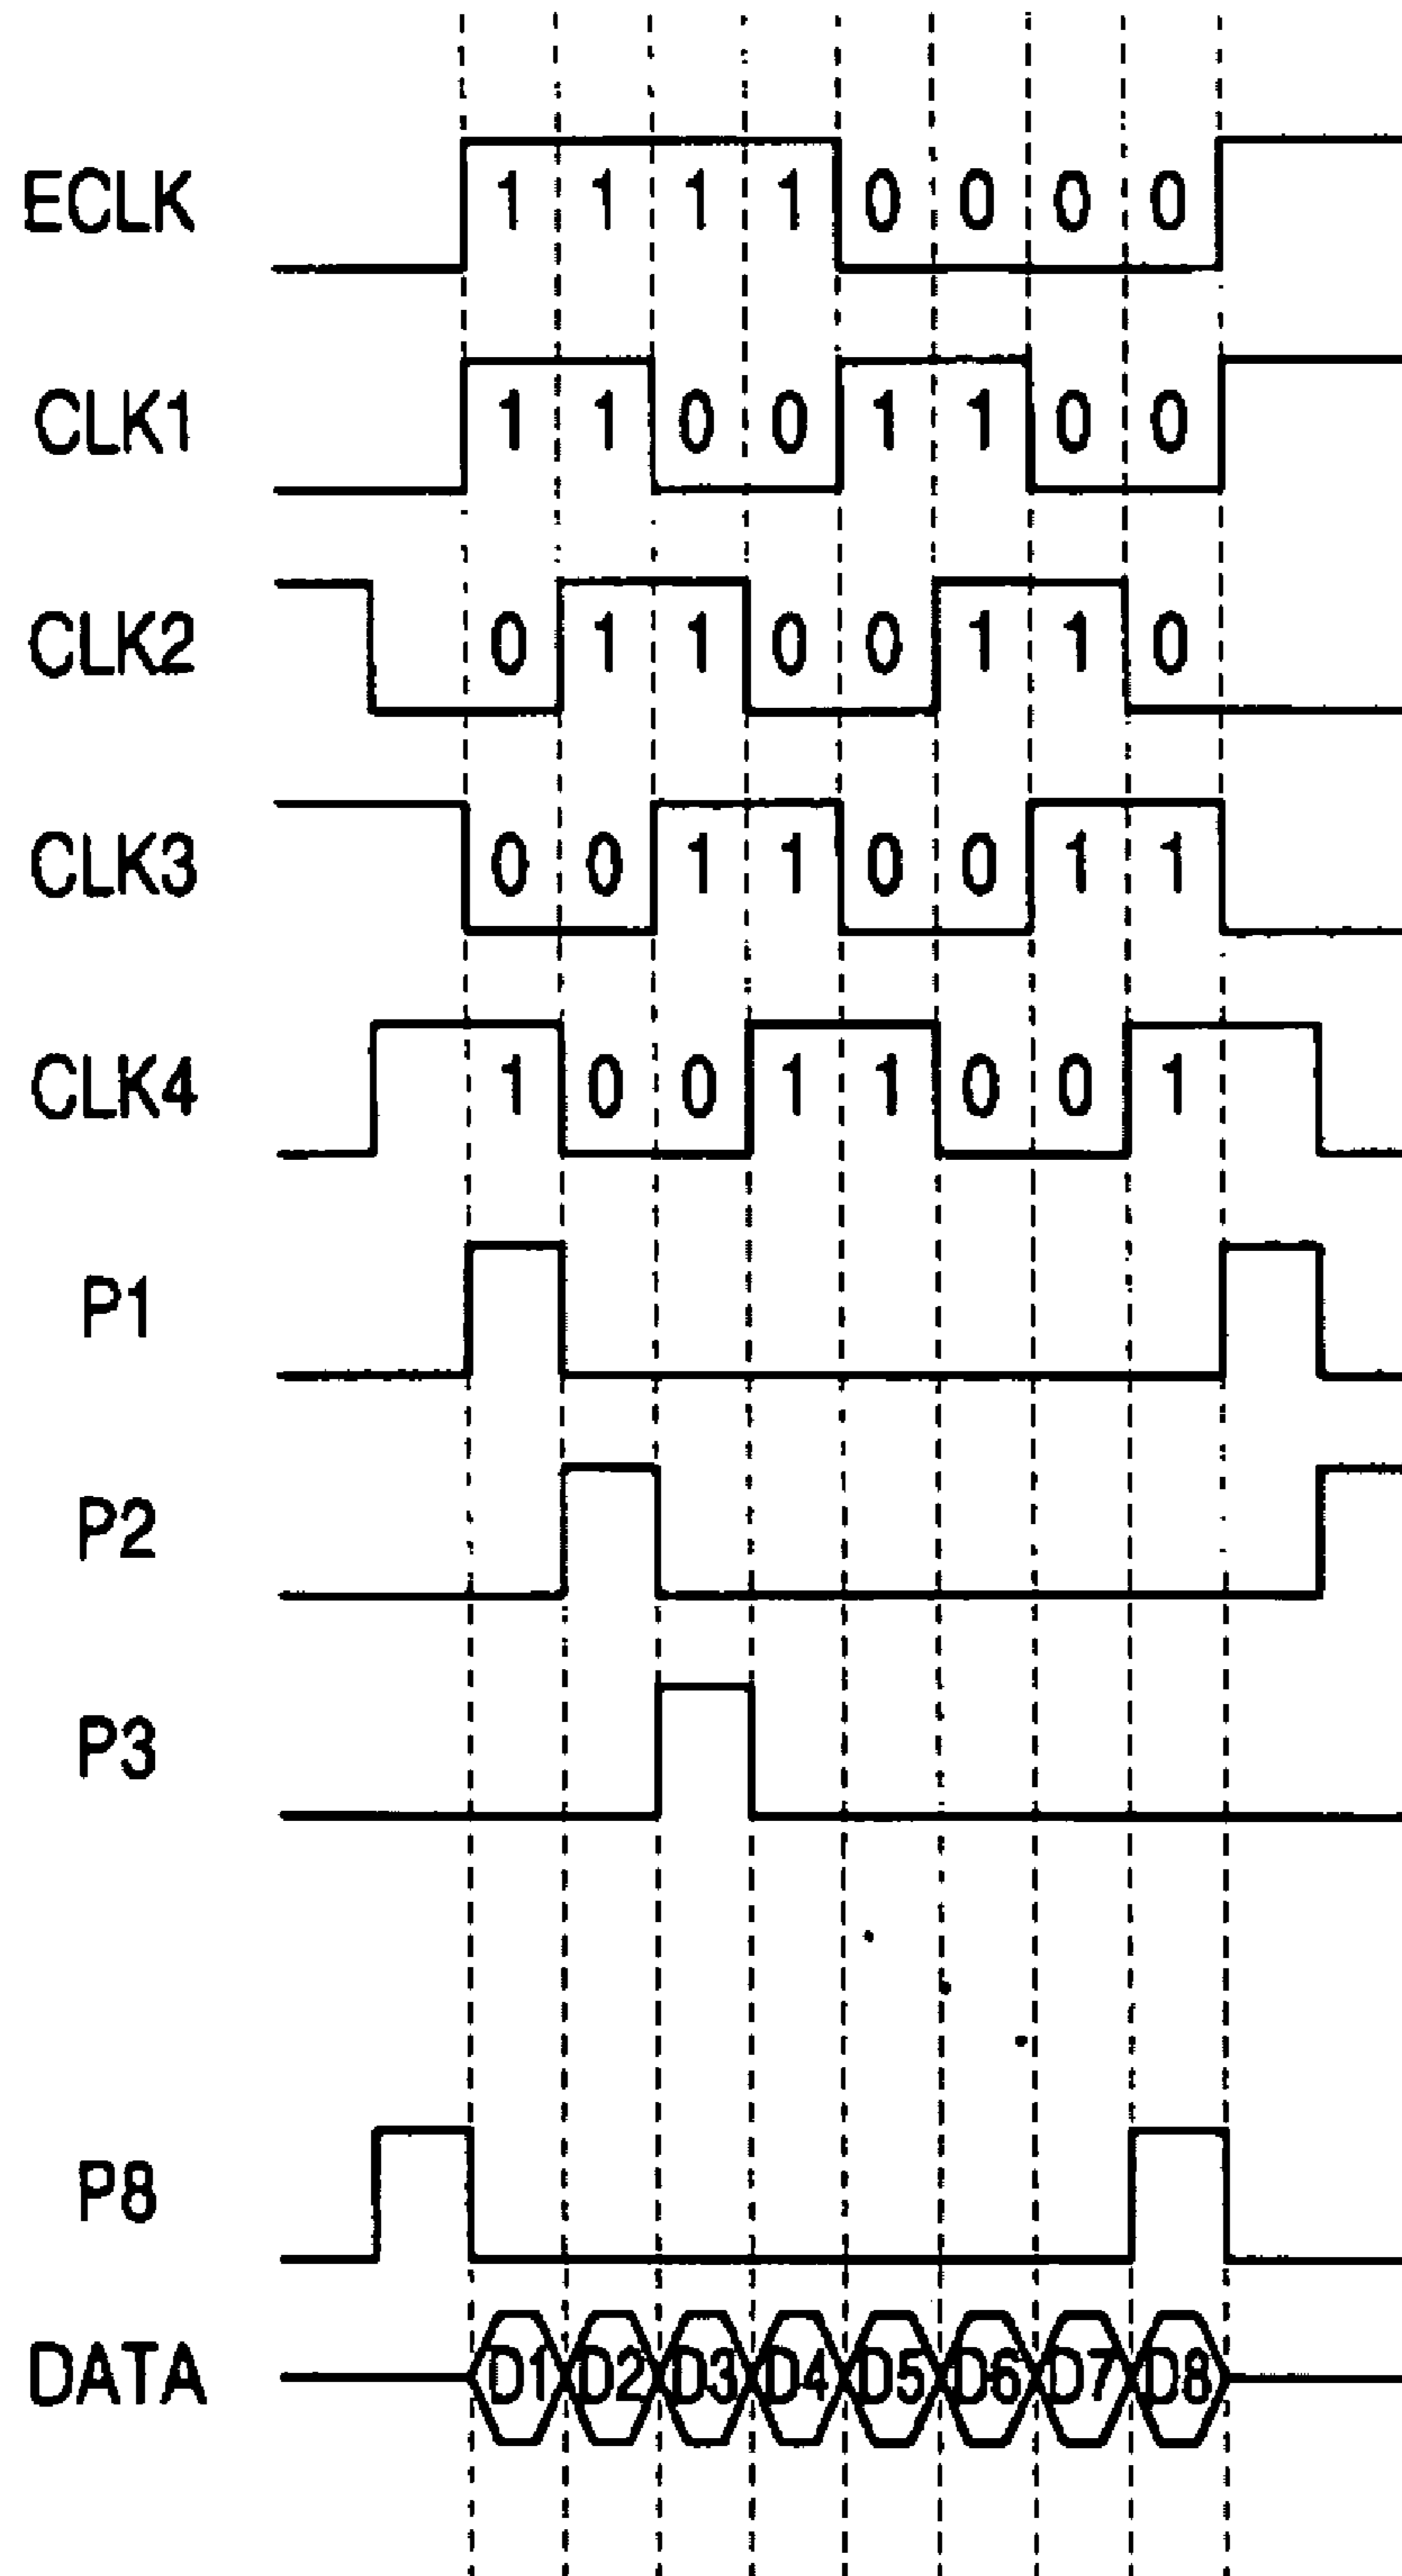 ECLK 1 1 1 1 0 0 0 0
CLK1 1 1 0 0 1 1 0 0
CLK2 0 1 1 0 0 1 1 0
CLK3 0 0 1 1 0 0 1 1
CLK4 1 0 0 1 1 0 0 1
P1
P2
P3
P8
DATA D1 D2 D3 D4 D5 D6 D7 D8